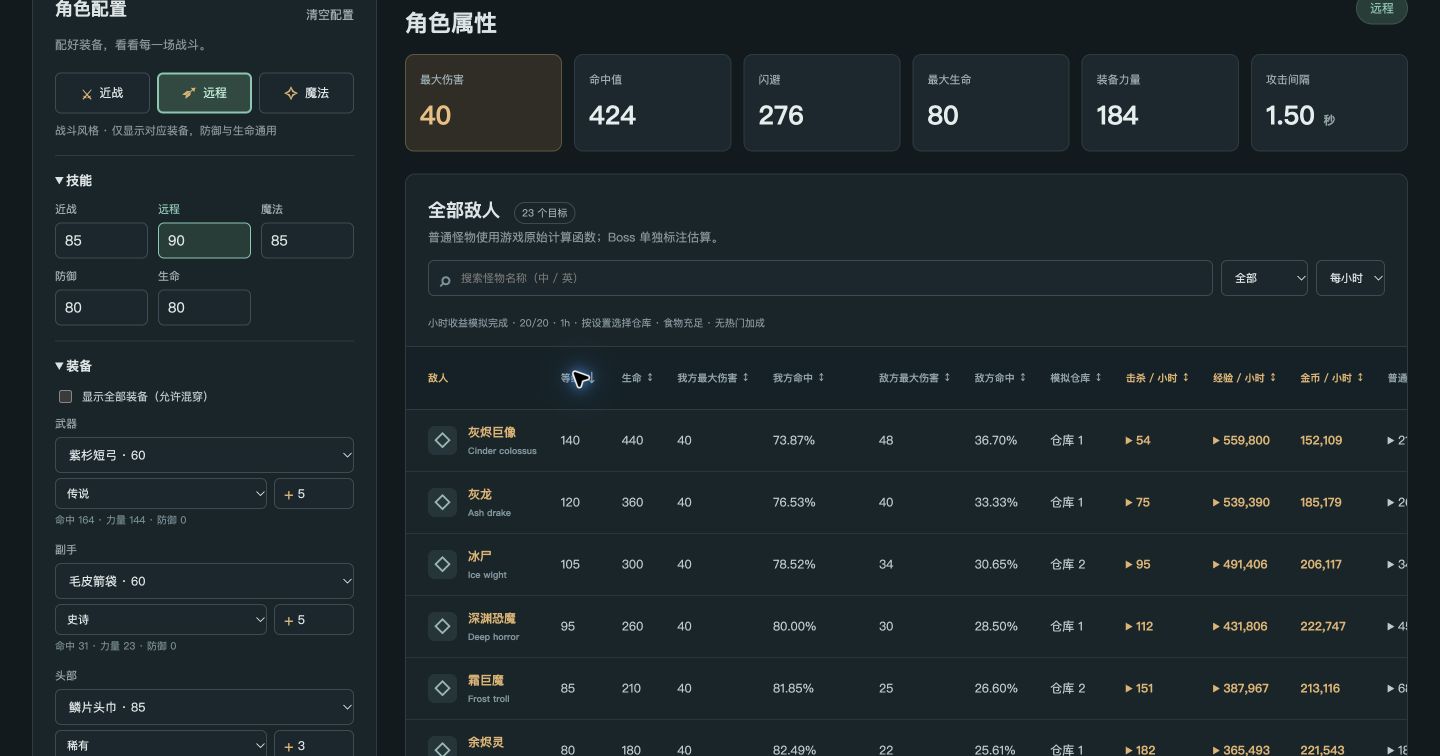 角色配置
清空配置
配好装备，看看每一场战斗。
近战
远程
魔法
战斗风格 · 仅显示对应装备，防御与生命通用
▼技能
近战
远程
魔法
85
90
85
防御
生命
80
80
▼装备
显示全部装备（允许混穿）
武器
紫杉短弓 · 60
传说
+ 5
命中 164 · 力量 144 · 防御 0
副手
毛皮箭袋 · 60
史诗
+ 5
命中 31 · 力量 23 · 防御 0
头部
鳞片头巾 · 85
稀有
+ 3
角色属性
远程
最大伤害
40
命中值
424
闪避
276
最大生命
80
装备力量
184
攻击间隔
1.50 秒
全部敌人
23 个目标
普通怪物使用游戏原始计算函数；Boss 单独标注估算。
搜索怪物名称（中 / 英）
全部
每小时
小时收益模拟完成 · 20/20 · 1h · 按设置选择仓库 · 食物充足 · 无热门加成
敌人 生命 ↕ 我方最大伤害 ↕ 我方命中 ↕ 敌方最大伤害 ↕ 敌方命中 ↕ 模拟仓库 ↕ 击杀 / 小时 ↕ 经验 / 小时 ↕ 金币 / 小时 ↕ 普通
灰烬巨像 140 440 40 73.87% 48 36.70% 仓库 1 ▶ 54 ▶ 559,800 152,109
Cinder colossus
灰龙 120 360 40 76.53% 40 33.33% 仓库 1 ▶ 75 ▶ 539,390 185,179
Ash drake
冰尸 105 300 40 78.52% 34 30.65% 仓库 2 ▶ 95 ▶ 491,406 206,117
Ice wight
深渊恐魔 95 260 40 80.00% 30 28.50% 仓库 1 ▶ 112 ▶ 431,806 222,747
Deep horror
霜巨魔 85 210 40 81.85% 25 26.60% 仓库 2 ▶ 151 ▶ 387,967 213,116
Frost troll
余烬灵 80 180 40 82.49% 22 25.61% 仓库 1 ▶ 182 ▶ 365,493 221,543